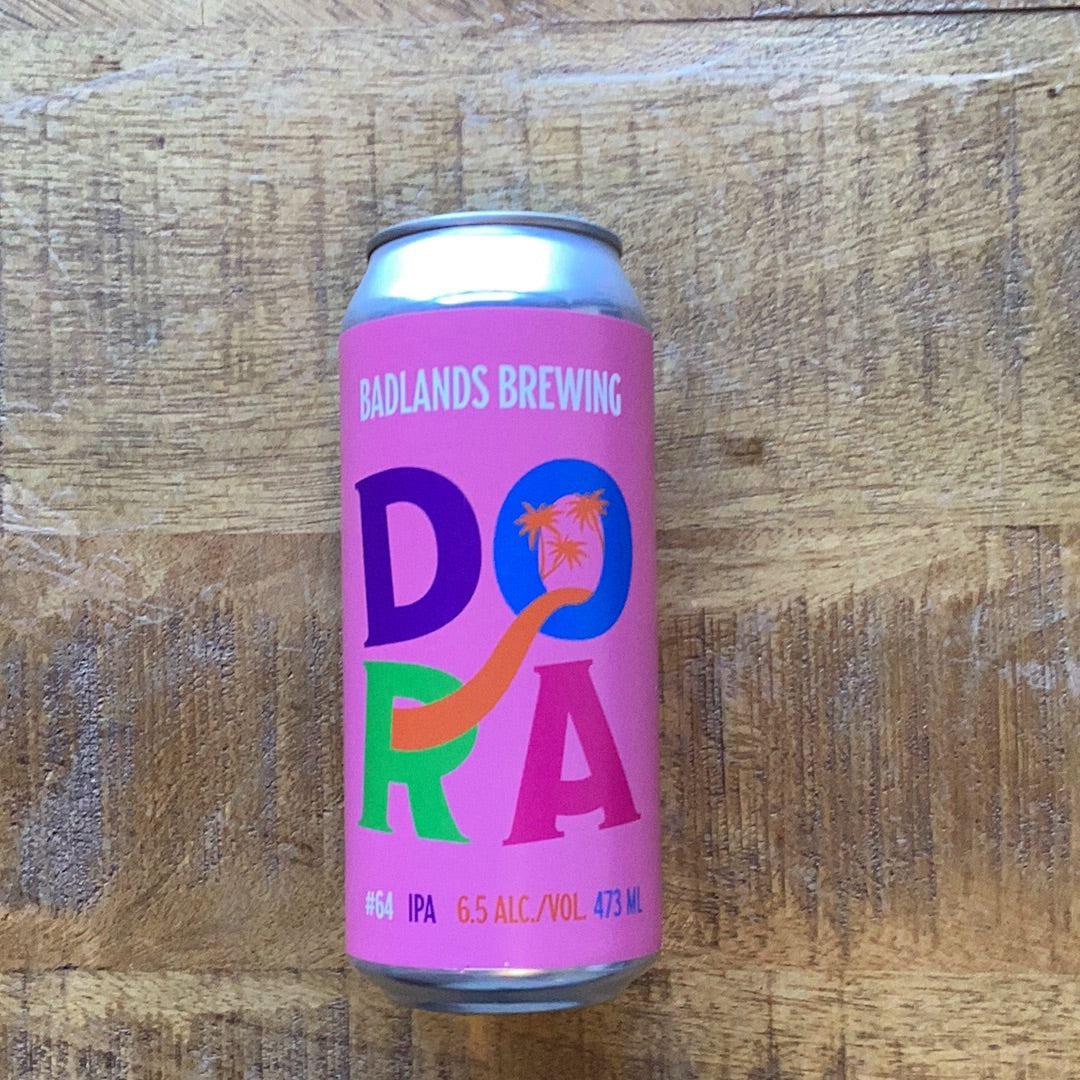 BADLANDS BREWING
DO
RA
#64 IPA 6.5 ALC./VOL. 473 ML